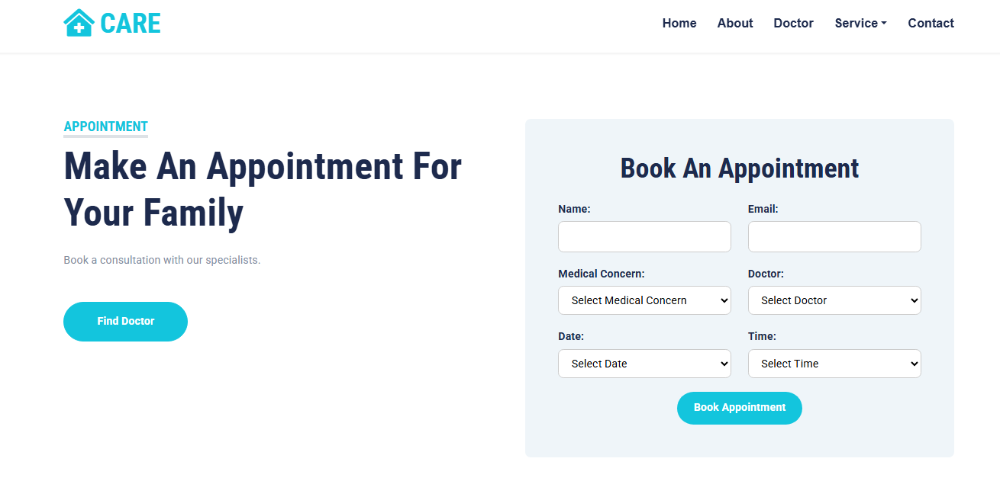 CARE
Home About Doctor Service Contact
APPOINTMENT
Make An Appointment For
Your Family
Book a consultation with our specialists.
Find Doctor
Book An Appointment
Name: Email:
Medical Concern: Doctor:
Select Medical Concern Select Doctor
Date: Time:
Select Date Select Time
Book Appointment